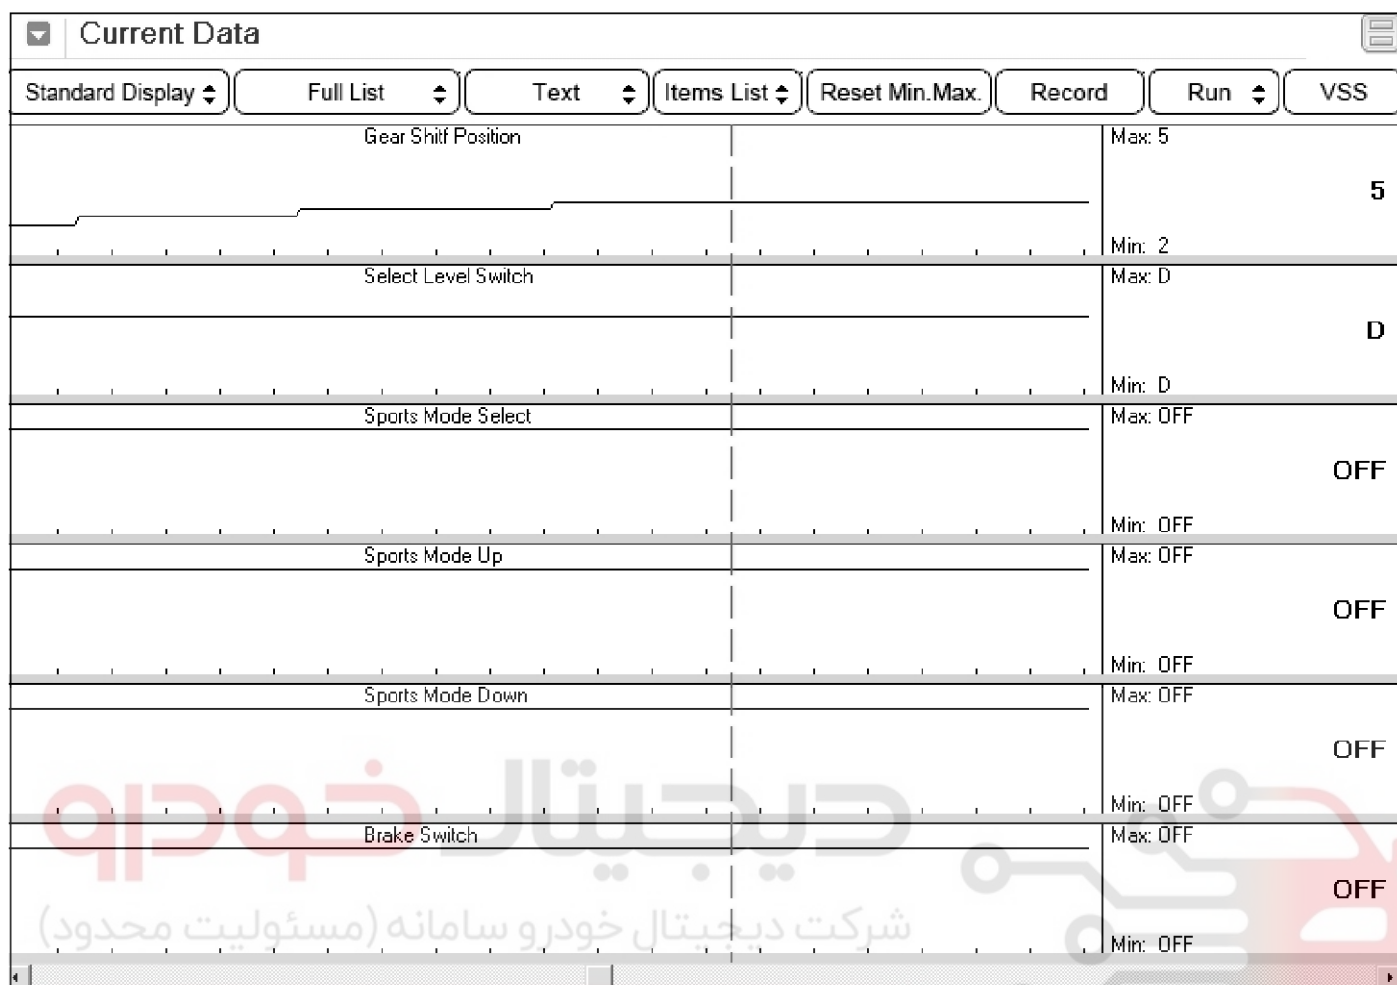 Current Data
Standard Display Full List Text Items List Reset Min.Max. Record Run VSS
Gear Shitf Position Max: 5
5
Min: 2
Select Level Switch Max: D
D
Min: D
Sports Mode Select Max: OFF
OFF
Min: OFF
Sports Mode Up Max: OFF
OFF
Min: OFF
Sports Mode Down Max: OFF
OFF
دیجیتال خودرو
Min: OFF
Brake Switch Max: OFF
OFF
شرکت دیجیتال خودرو سامانه (مسئولیت محدود)
Min: OFF